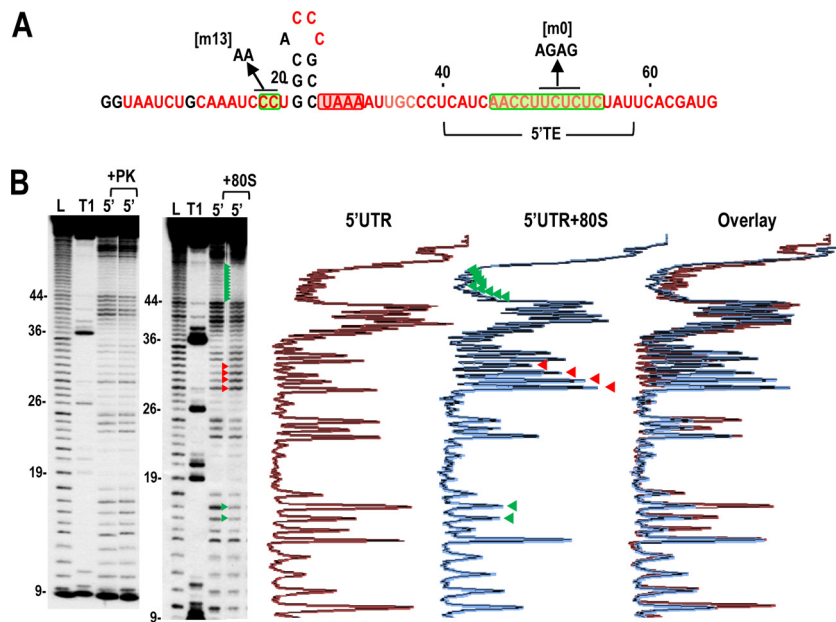 A
C C
[m13] A C [m0]
AA C G AGAG
20- G C 40 60
GGUAAUCUGCAAAUCCCU G C UAAAAUUGCCCUCAUCAACCUUCUCUCUAUUCACGAUG
5'TE
B
+PK +80S
L T1 5' 5' L T1 5' 5' 5'UTR 5'UTR+80S Overlay
44- 44-
36- 36-
26- 26-
19- 19-
9- 9-